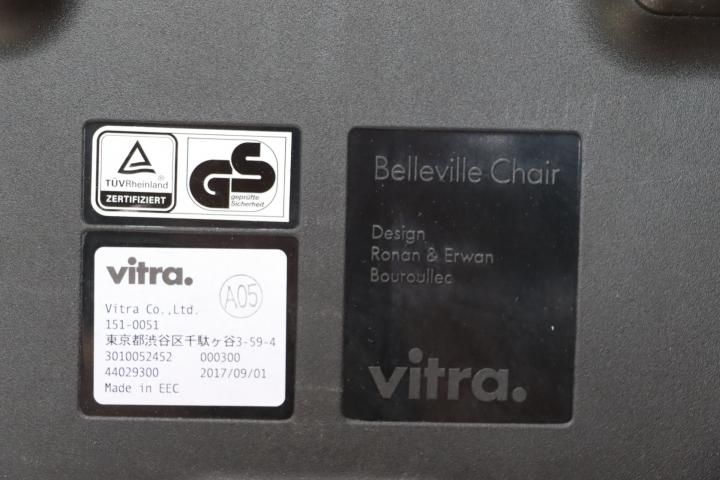 TÜVRheinland
ZERTIFIZIERT
GS
geprüfte
Sicherheit
vitra.
A05
Vitra Co.,Ltd.
151-0051
東京都渋谷区千駄ヶ谷3-59-4
3010052452 000300
44029300 2017/09/01
Made in EEC
Belleville Chair
Design
Ronan & Erwan
Bouroullec
vitra.